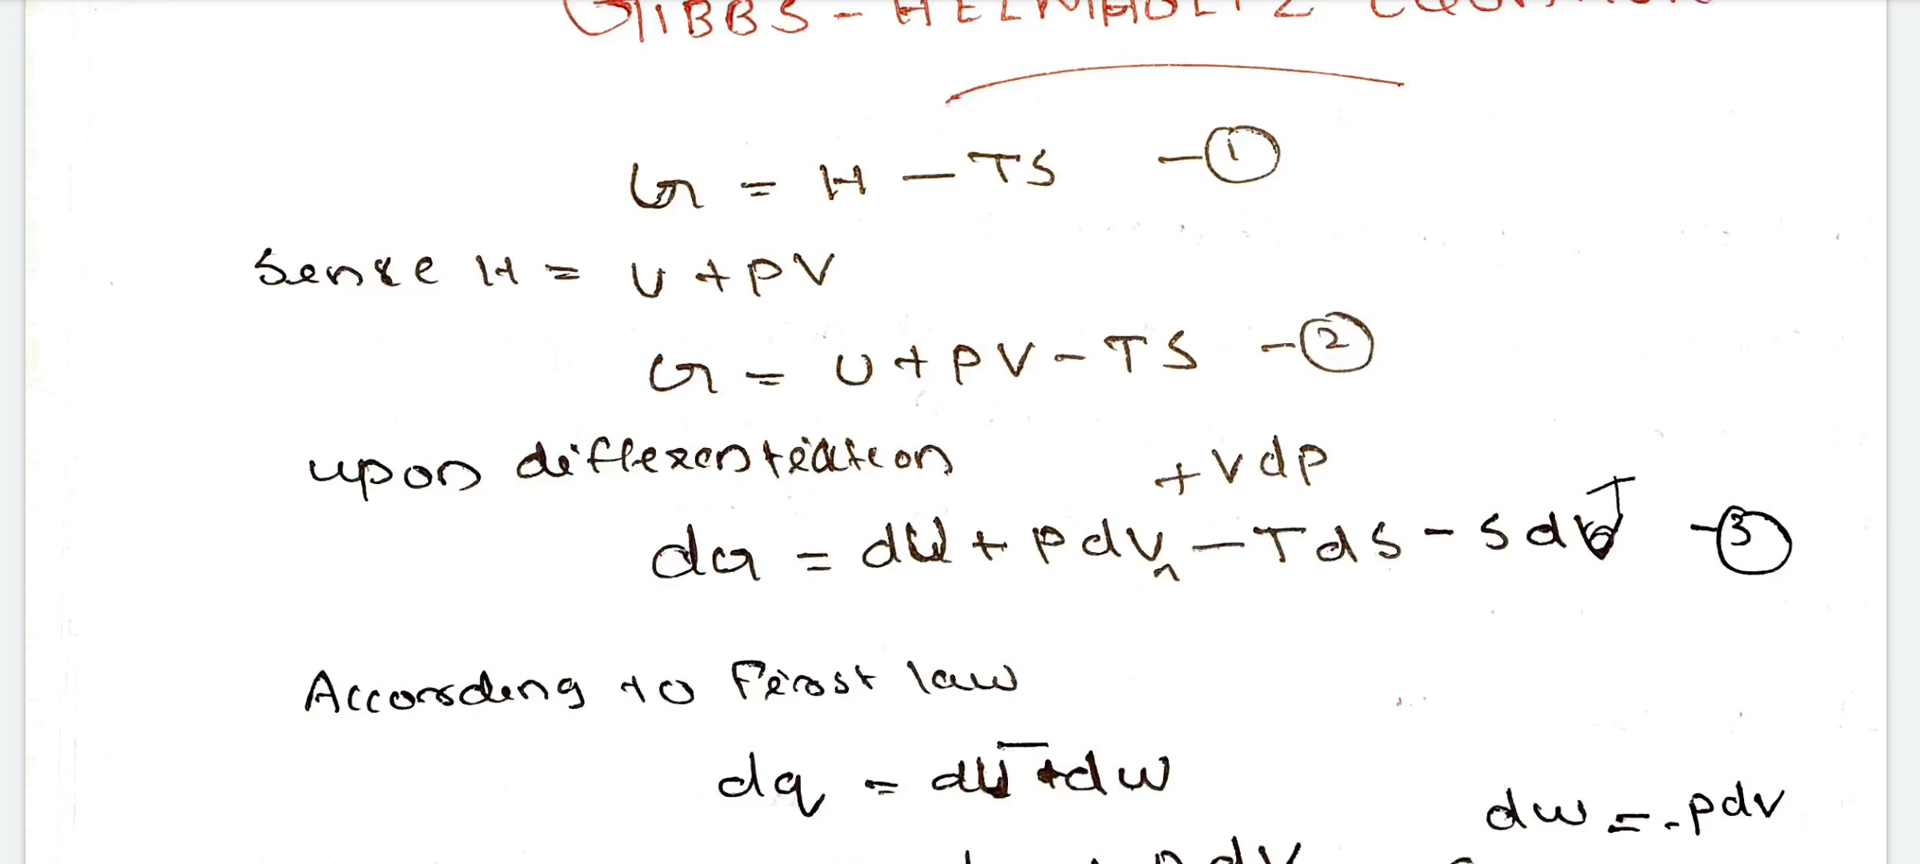 GIBBS - HELMHOLTZ EQUATION
G = H - TS -①
Sence H = U + PV
G = U + PV - TS -②
upon differentiation
+ Vdp
dG = dU + Pdv - Tds - SdT -③
According to First law
dq = dU + dw
dw = -pdv